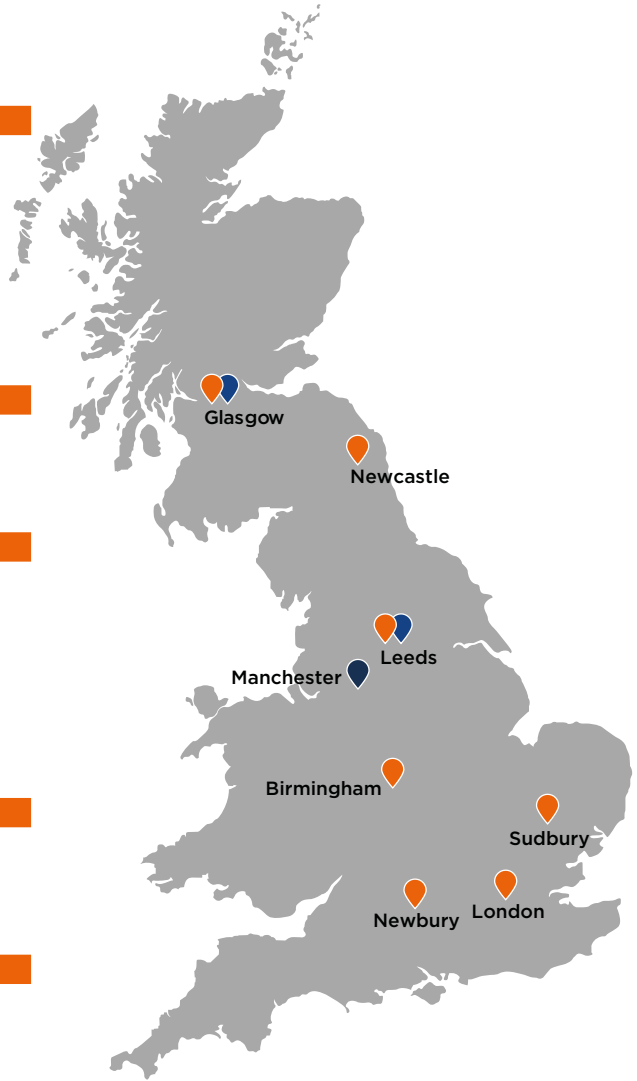 Glasgow
Newcastle
Leeds
Manchester
Birmingham
Sudbury
London
Newbury